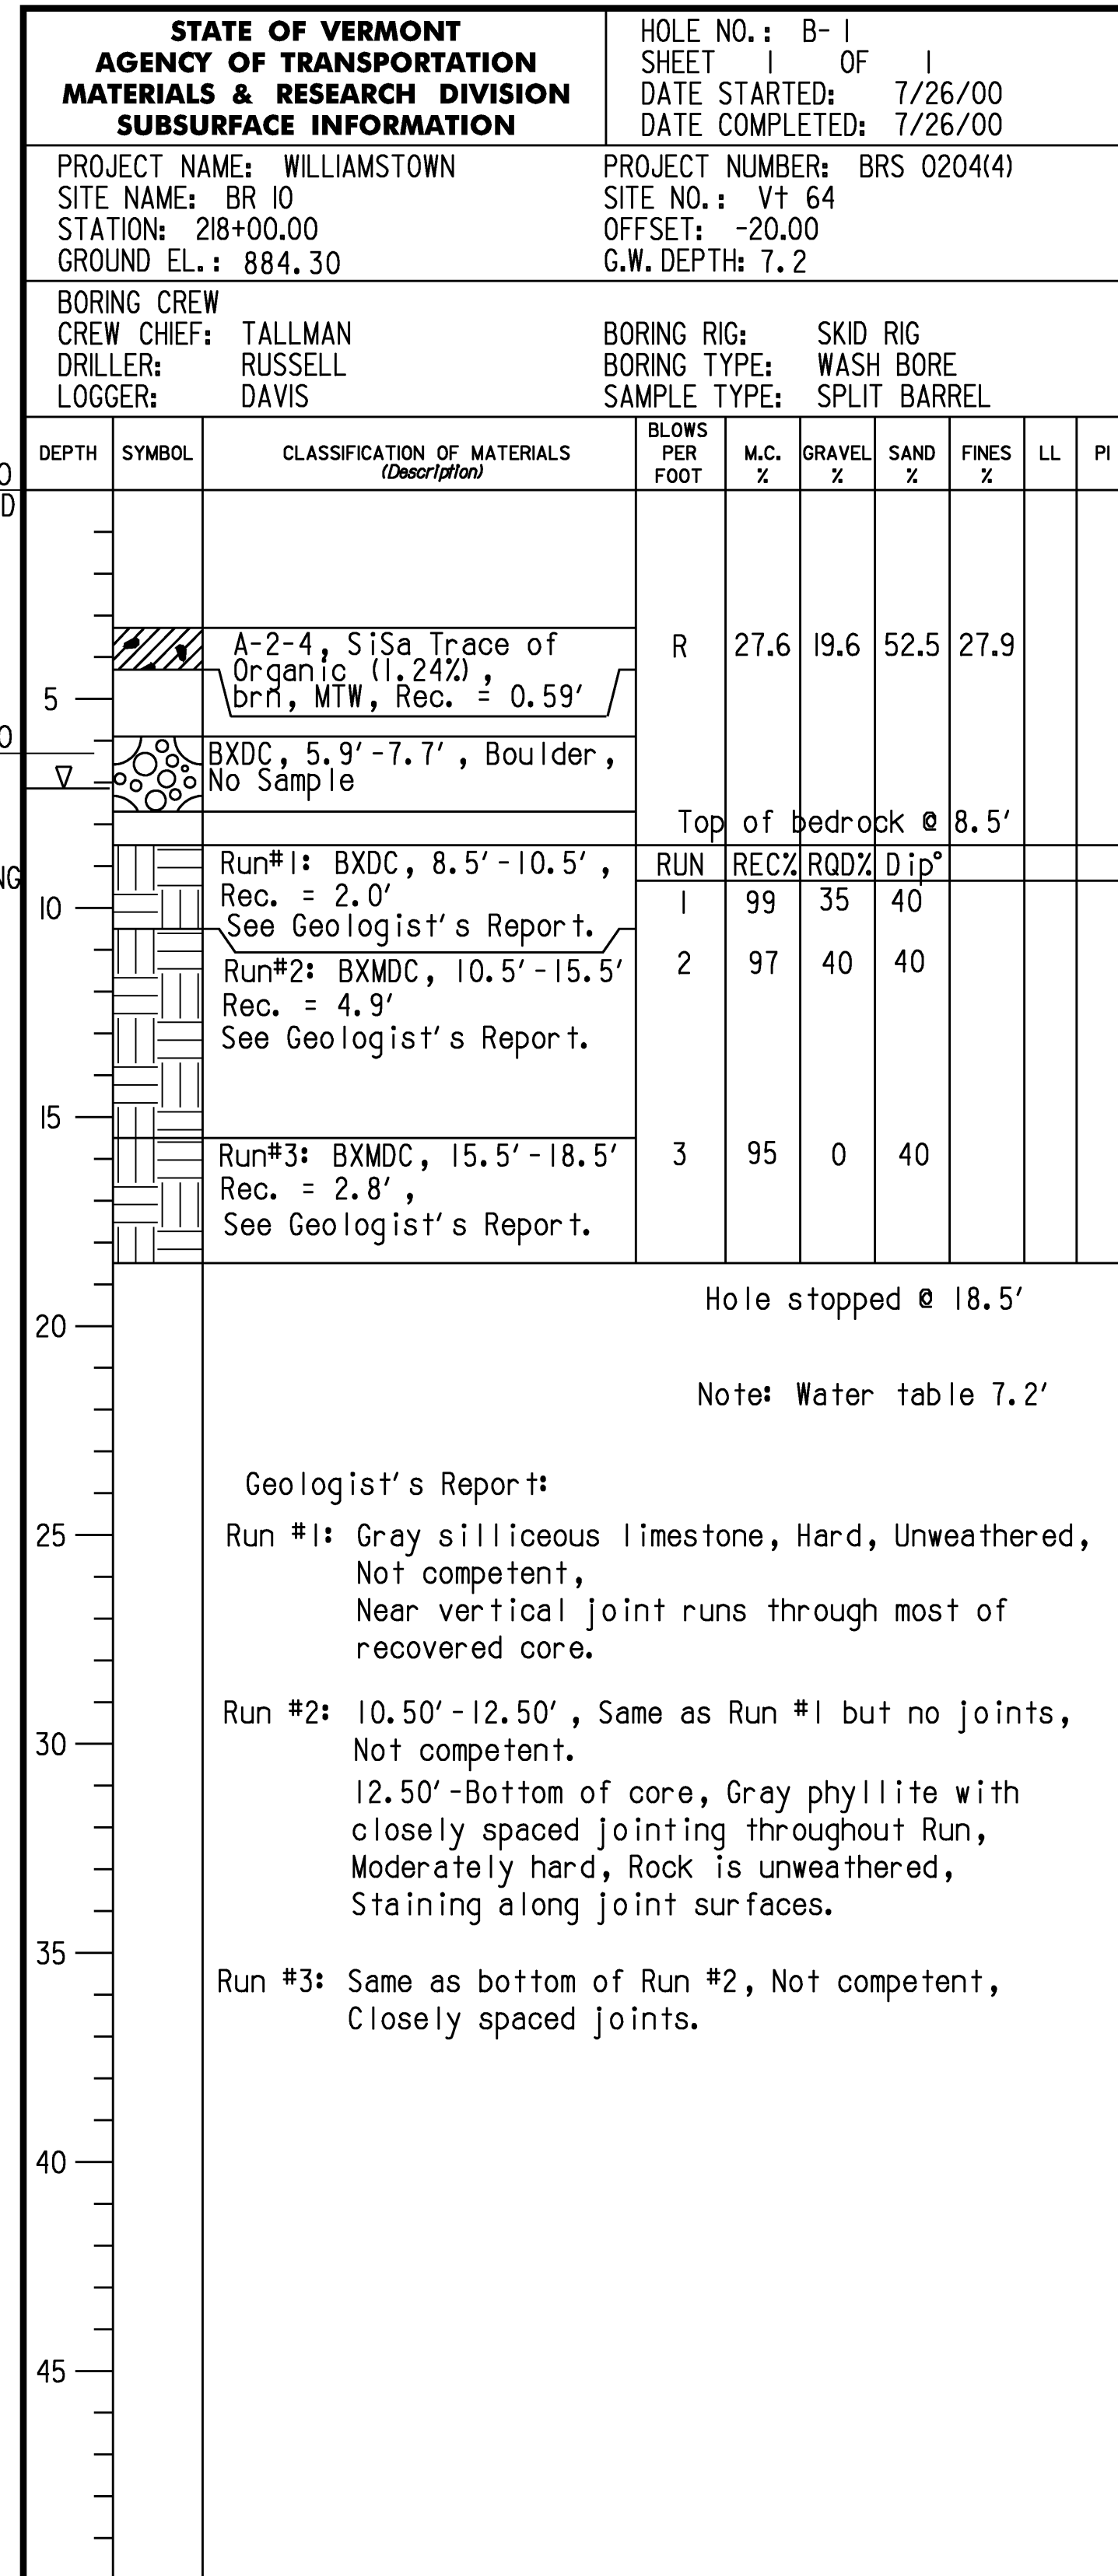 STATE OF VERMONT
AGENCY OF TRANSPORTATION
MATERIALS & RESEARCH DIVISION
SUBSURFACE INFORMATION
HOLE NO.: B-1
SHEET 1 OF 1
DATE STARTED: 7/26/00
DATE COMPLETED: 7/26/00
PROJECT NAME: WILLIAMSTOWN
SITE NAME: BR 10
STATION: 218+00.00
GROUND EL.: 884.30
PROJECT NUMBER: BRS 0204(4)
SITE NO.: Vt 64
OFFSET: -20.00
G.W. DEPTH: 7.2
BORING CREW
CREW CHIEF: TALLMAN
DRILLER: RUSSELL
LOGGER: DAVIS
BORING RIG: SKID RIG
BORING TYPE: WASH BORE
SAMPLE TYPE: SPLIT BARREL
DEPTH SYMBOL CLASSIFICATION OF MATERIALS (Description) BLOWS PER FOOT M.C. % GRAVEL % SAND % FINES % LL PI
A-2-4, SiSa Trace of R 27.6 19.6 52.5 27.9
Organic (1.24%),
brn, MTW, Rec. = 0.59'
5
BXDC, 5.9'-7.7', Boulder,
No Sample
Top of bedrock @ 8.5'
RUN REC% RQD% Dip°
Run#1: BXDC, 8.5'-10.5',
Rec. = 2.0' 1 99 35 40
10
See Geologist's Report.
Run#2: BXMDC, 10.5'-15.5' 2 97 40 40
Rec. = 4.9'
See Geologist's Report.
15
Run#3: BXMDC, 15.5'-18.5' 3 95 0 40
Rec. = 2.8',
See Geologist's Report.
Hole stopped @ 18.5'
20
Note: Water table 7.2'
Geologist's Report:
25
Run #1: Gray silliceous limestone, Hard, Unweathered,
Not competent,
Near vertical joint runs through most of
recovered core.
Run #2: 10.50'-12.50', Same as Run #1 but no joints,
30
Not competent.
12.50'-Bottom of core, Gray phyllite with
closely spaced jointing throughout Run,
Moderately hard, Rock is unweathered,
Staining along joint surfaces.
35
Run #3: Same as bottom of Run #2, Not competent,
Closely spaced joints.
40
45